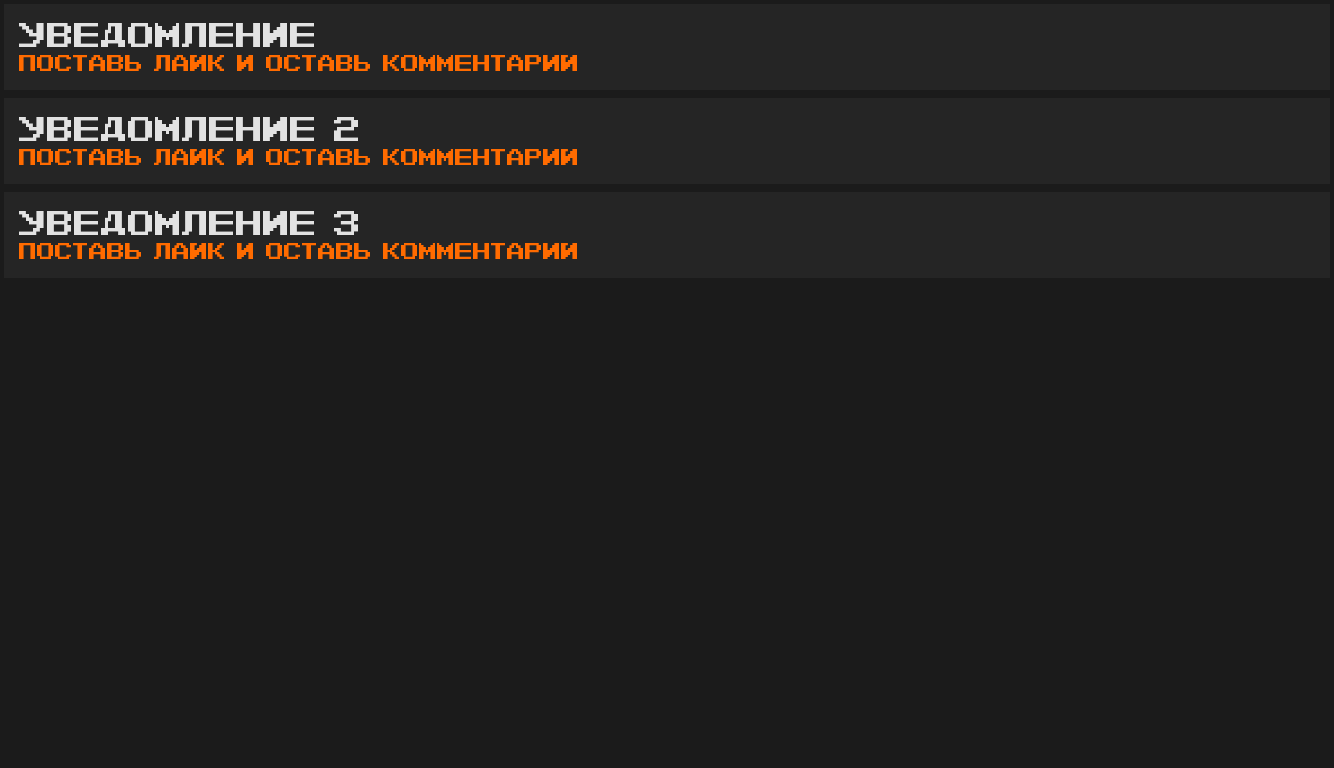 УВЕДОМЛЕНИЕ
ПОСТАВЬ ЛАИК И ОСТАВЬ КОММЕНТАРИИ
УВЕДОМЛЕНИЕ 2
ПОСТАВЬ ЛАИК И ОСТАВЬ КОММЕНТАРИИ
УВЕДОМЛЕНИЕ 3
ПОСТАВЬ ЛАИК И ОСТАВЬ КОММЕНТАРИИ